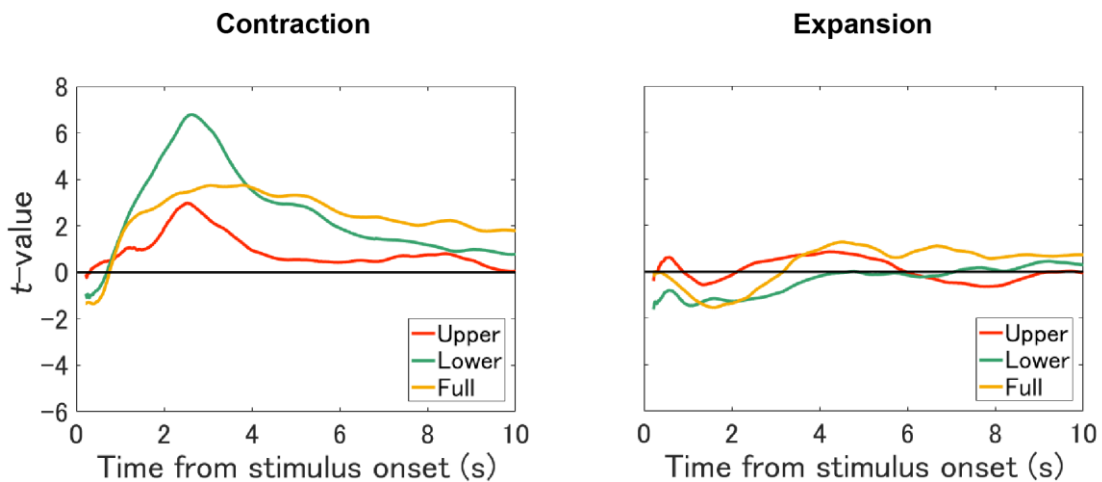 Contraction
Expansion
t-value
8
6
4
2
0
−2
−4
−6
Upper
Lower
Full
0
2
4
6
8
10
Time from stimulus onset (s)
Upper
Lower
Full
0
2
4
6
8
10
Time from stimulus onset (s)